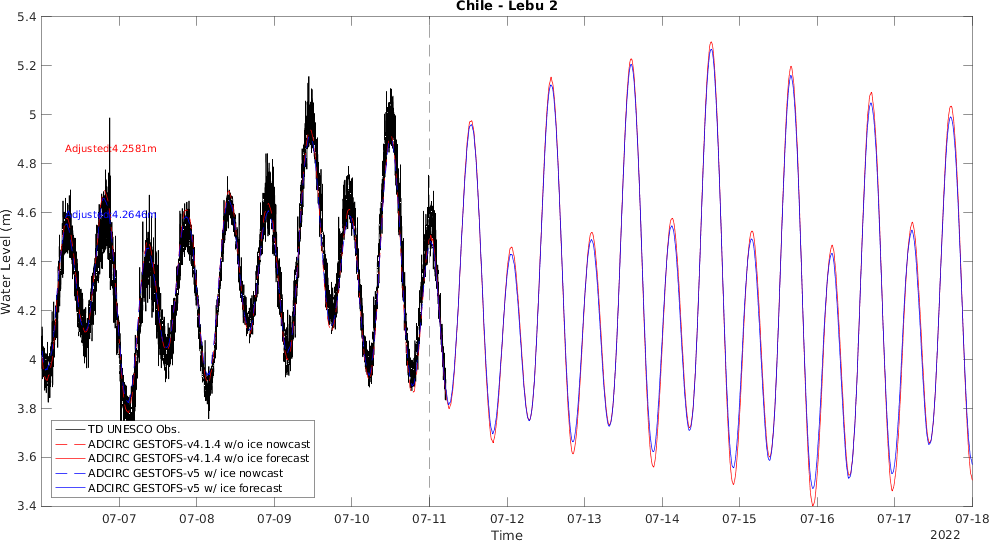 Chile - Lebu 2
5.4
5.2
5
4.8
4.6
4.4
4.2
4
3.8
3.6
3.4
Water Level (m)
Adjusted:4.2581m
Adjusted:4.2646m
TD UNESCO Obs.
ADCIRC GESTOFS-v4.1.4 w/o ice nowcast
ADCIRC GESTOFS-v4.1.4 w/o ice forecast
ADCIRC GESTOFS-v5 w/ ice nowcast
ADCIRC GESTOFS-v5 w/ ice forecast
07-07 07-08 07-09 07-10 07-11 07-12 07-13 07-14 07-15 07-16 07-17 07-18
Time
2022